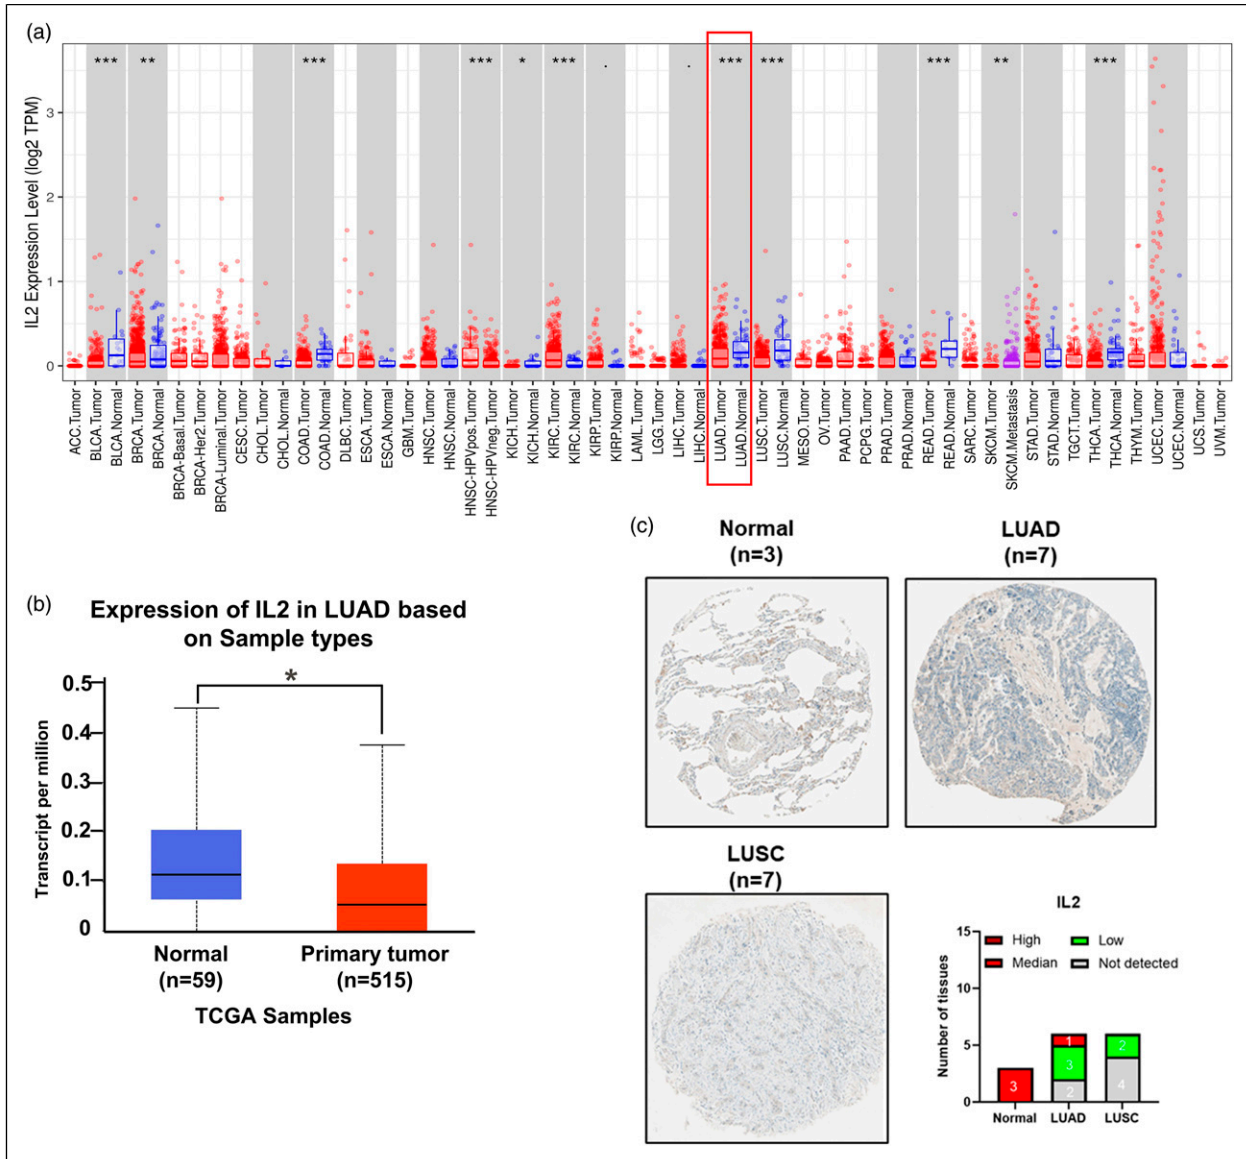 (a)
IL2 Expression Level (log2 TPM)
3
2
1
0
*** ** *** *** * *** . . *** *** *** ** ***
ACC.Tumor
BLCA.Tumor
BLCA.Normal
BRCA.Tumor
BRCA.Normal
BRCA-Basal.Tumor
BRCA-Her2.Tumor
BRCA-Luminal.Tumor
CESC.Tumor
CHOL.Tumor
CHOL.Normal
COAD.Tumor
COAD.Normal
DLBC.Tumor
ESCA.Tumor
ESCA.Normal
GBM.Tumor
HNSC.Tumor
HNSC.Normal
HNSC-HPVpos.Tumor
HNSC-HPVneg.Tumor
KICH.Tumor
KICH.Normal
KIRC.Tumor
KIRC.Normal
KIRP.Tumor
KIRP.Normal
LAML.Tumor
LGG.Tumor
LIHC.Tumor
LIHC.Normal
LUAD.Tumor
LUAD.Normal
LUSC.Tumor
LUSC.Normal
MESO.Tumor
OV.Tumor
PAAD.Tumor
PCPG.Tumor
PRAD.Tumor
PRAD.Normal
READ.Tumor
READ.Normal
SARC.Tumor
SKCM.Tumor
SKCM.Metastasis
STAD.Tumor
STAD.Normal
TGCT.Tumor
THCA.Tumor
THCA.Normal
THYM.Tumor
UCEC.Tumor
UCEC.Normal
UCS.Tumor
UVM.Tumor
(b)
Expression of IL2 in LUAD based
on Sample types
Transcript per million
0.5
0.4
0.3
0.2
0.1
0
*
Normal
(n=59)
Primary tumor
(n=515)
TCGA Samples
(c)
Normal
(n=3)
LUAD
(n=7)
LUSC
(n=7)
IL2
High
Low
Median
Not detected
Number of tissues
15
10
5
0
3
1
3
2
2
4
Normal
LUAD
LUSC